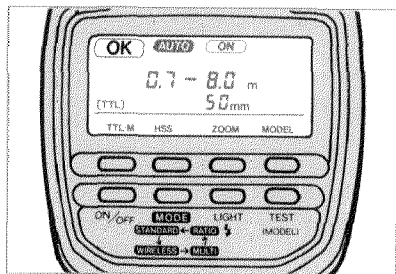 OK AUTO ON
0.7 - 8.0 m
(TTL) 50mm
TTL·M HSS ZOOM MODEL
ON/OFF MODE LIGHT TEST
STANDARD ← RATIO (MODEL)
WIRELESS → MULTI